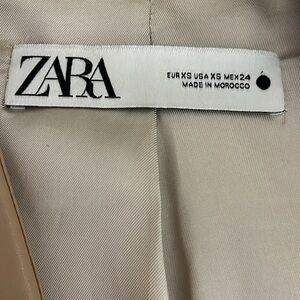 ZARA
EUR XS USA XS MEX 24
MADE IN MOROCCO